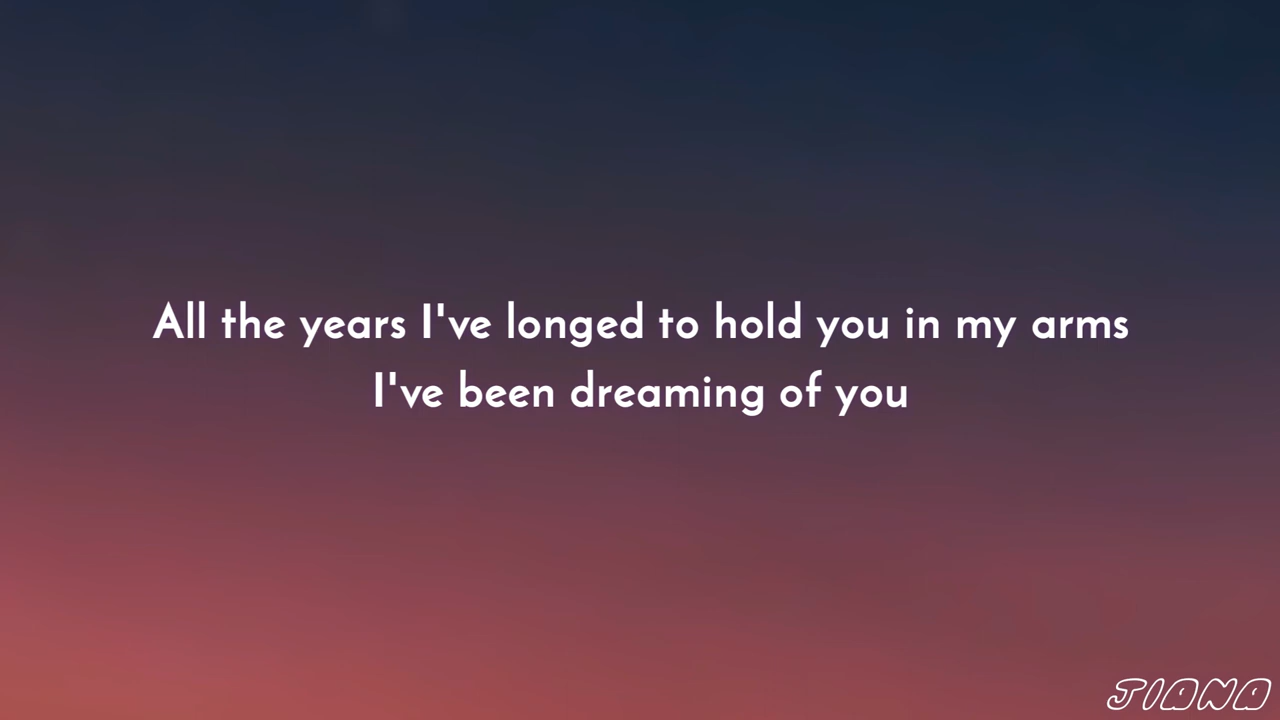 All the years I've longed to hold you in my arms
I've been dreaming of you
JIANA